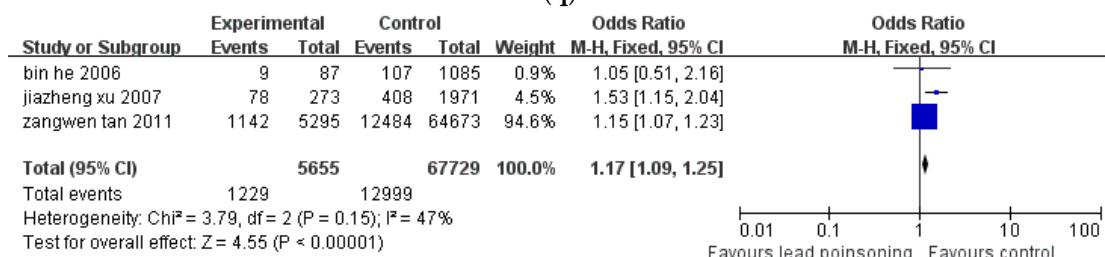 Experimental Control Odds Ratio Odds Ratio
Study or Subgroup Events Total Events Total Weight M-H, Fixed, 95% CI M-H, Fixed, 95% CI
bin he 2006 9 87 107 1085 0.9% 1.05 [0.51, 2.16]
jiazheng xu 2007 78 273 408 1971 4.5% 1.53 [1.15, 2.04]
zangwen tan 2011 1142 5295 12484 64673 94.6% 1.15 [1.07, 1.23]
Total (95% CI) 5655 67729 100.0% 1.17 [1.09, 1.25]
Total events 1229 12999
Heterogeneity: Chi² = 3.79, df = 2 (P = 0.15); I² = 47%
Test for overall effect: Z = 4.55 (P < 0.00001)
0.01 0.1 1 10 100
Favours lead poinsoning Favours control